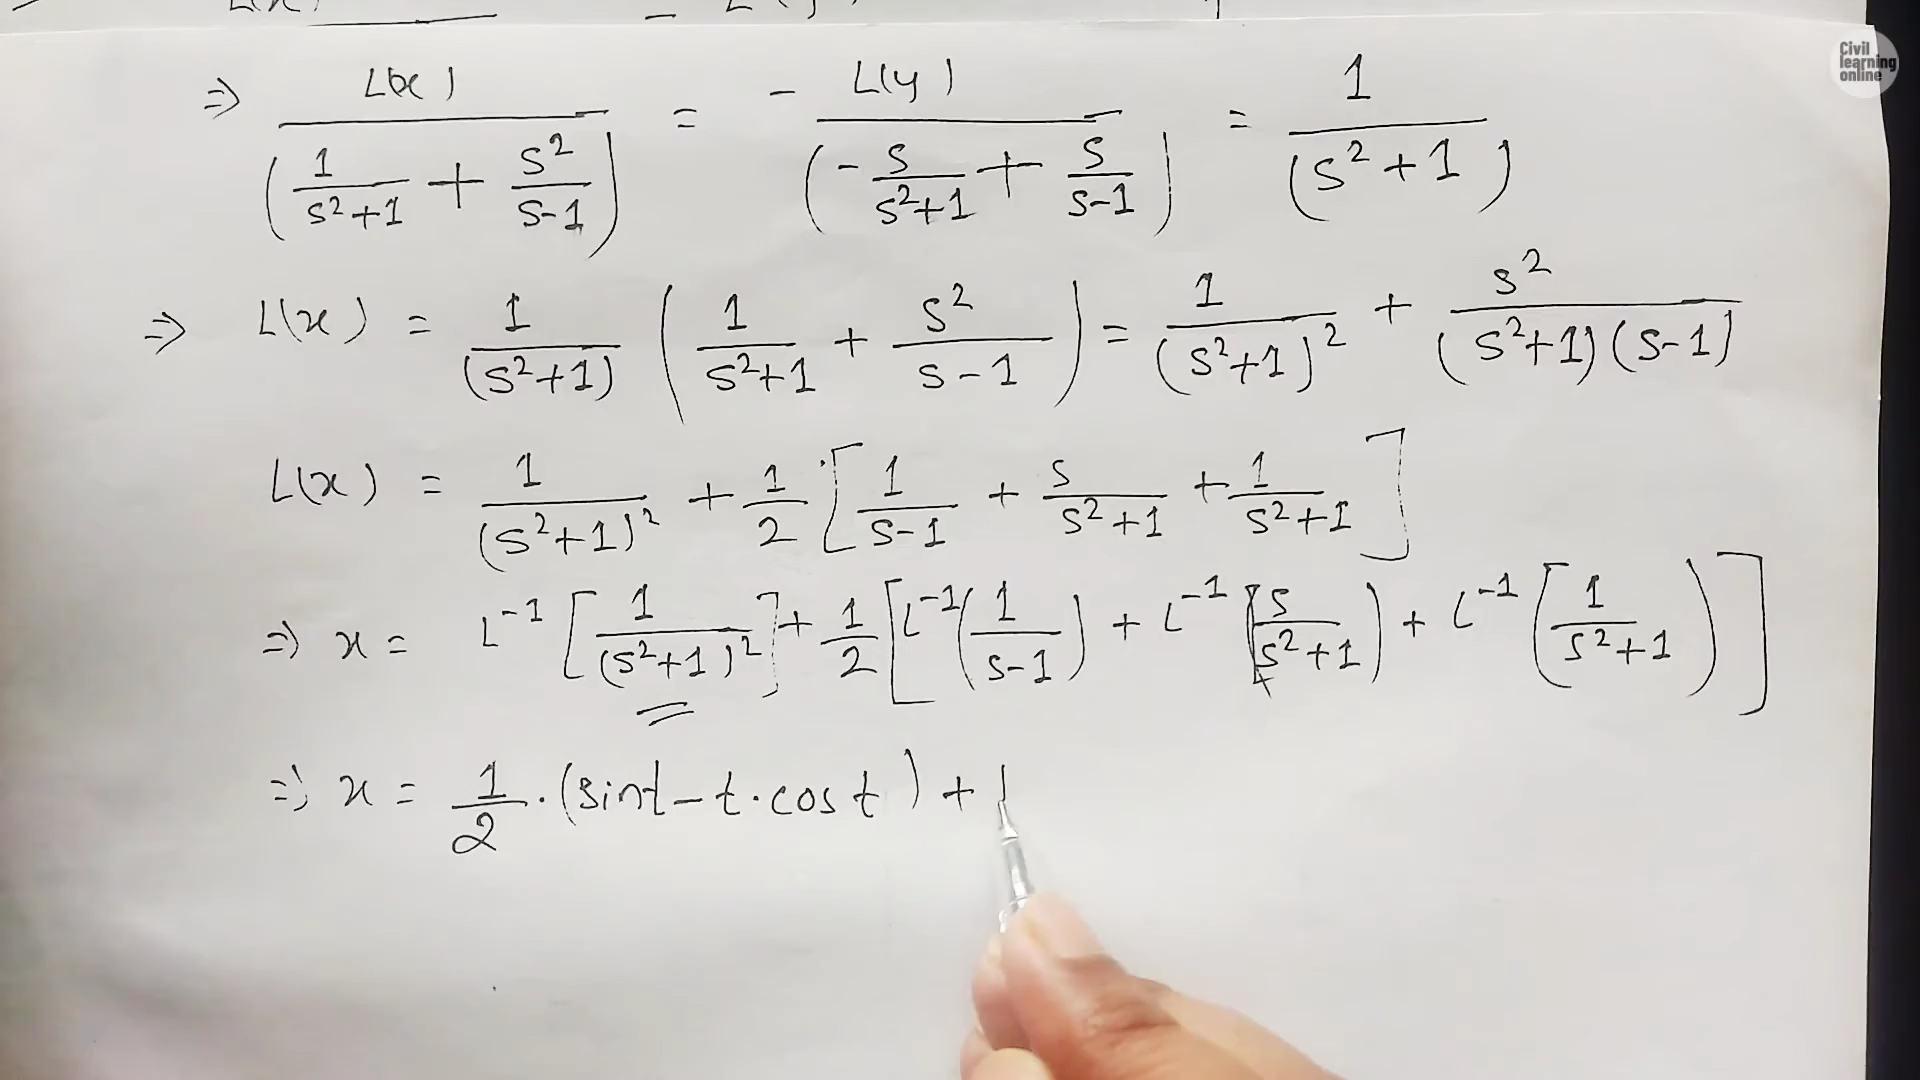 Civil learning online
⇒ L(x) / (1/(s²+1) + s²/(s-1)) = - L(y) / (-s/(s²+1) + s/(s-1)) = 1/(s²+1)
⇒ L(x) = 1/(s²+1) (1/(s²+1) + s²/(s-1)) = 1/(s²+1)² + s²/((s²+1)(s-1))
L(x) = 1/(s²+1)² + 1/2 [1/(s-1) + s/(s²+1) + 1/(s²+1)]
⇒ x = L⁻¹ [1/(s²+1)²] + 1/2 [L⁻¹(1/(s-1)) + L⁻¹(s/(s²+1)) + L⁻¹(1/(s²+1))]
⇒ x = 1/2 · (sint - t·cost) +